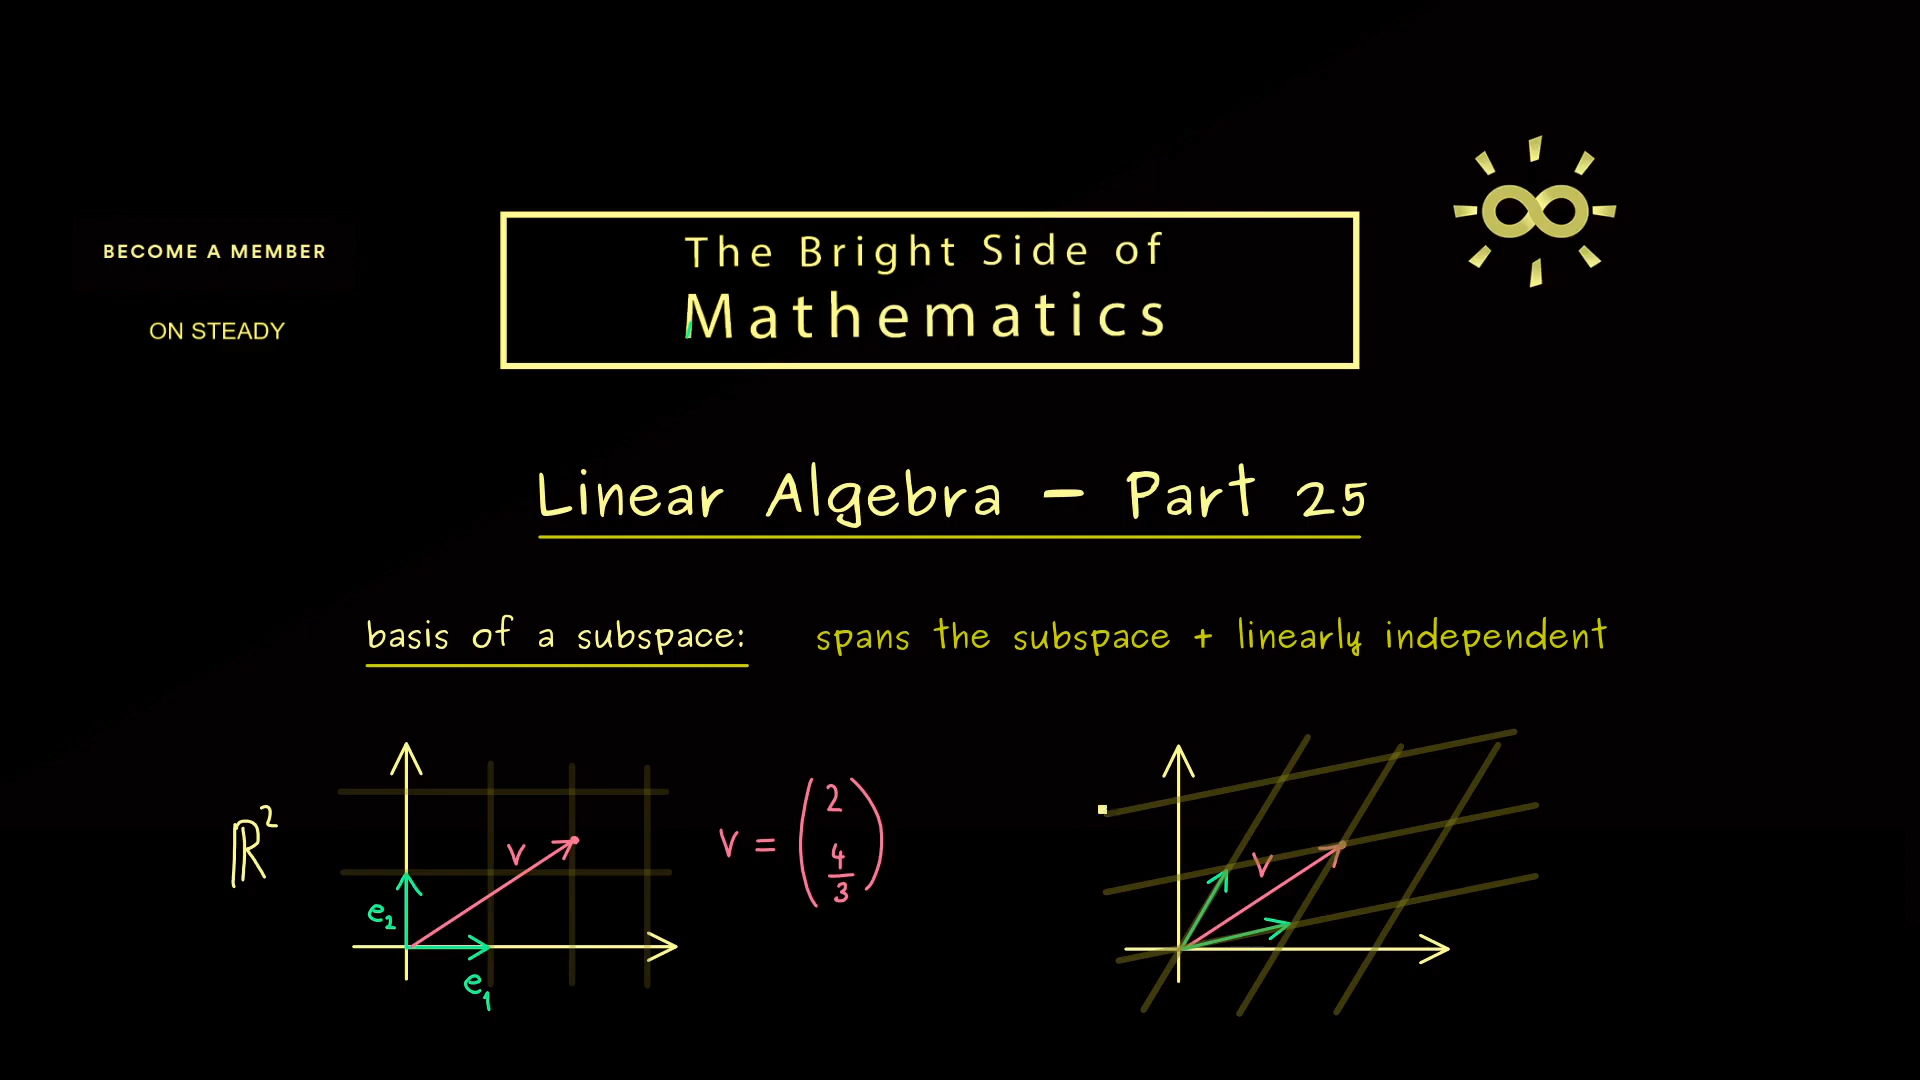 BECOME A MEMBER
ON STEADY
The Bright Side of
Mathematics
Linear Algebra – Part 25
basis of a subspace: spans the subspace + linearly independent
ℝ²
e₂
e₁
v
v = (2
4/3)
v